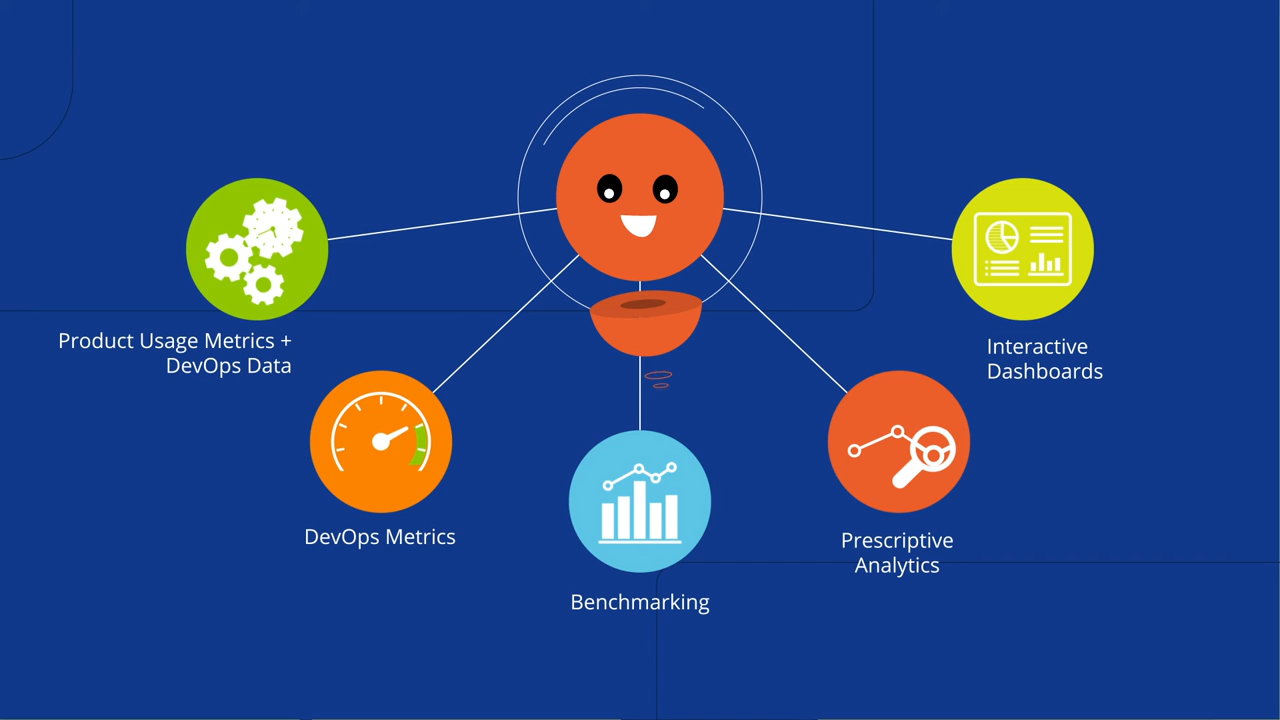 Product Usage Metrics +
DevOps Data
DevOps Metrics
Benchmarking
Prescriptive
Analytics
Interactive
Dashboards